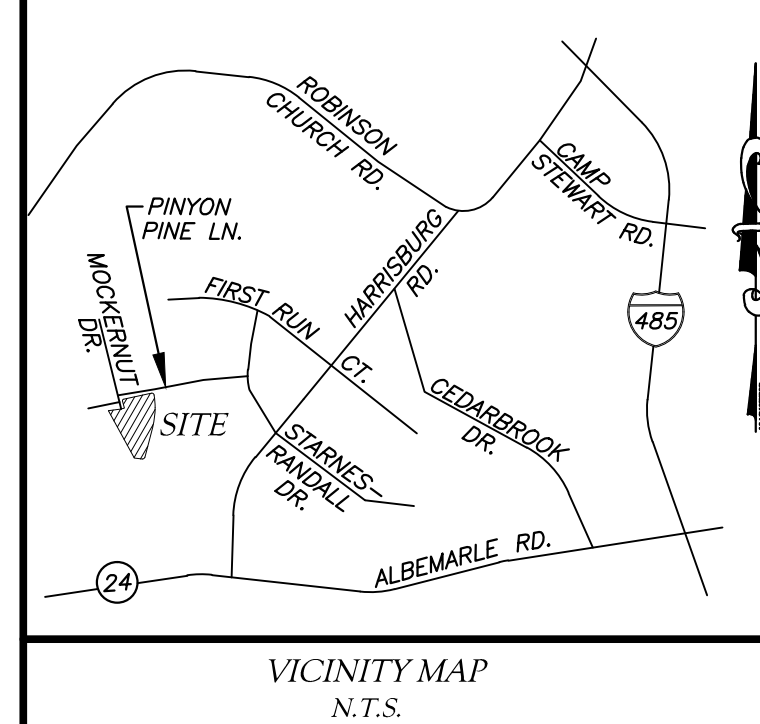 ROBINSON
CHURCH RD.
CAMP
STEWART RD.
PINYON
PINE LN.
HARRISBURG
RD.
MOCKERNUT
DR.
FIRST RUN
CT.
485
CEDARBROOK
DR.
SITE
STARNES-
RANDALL
DR.
ALBEMARLE RD.
24
VICINITY MAP
N.T.S.